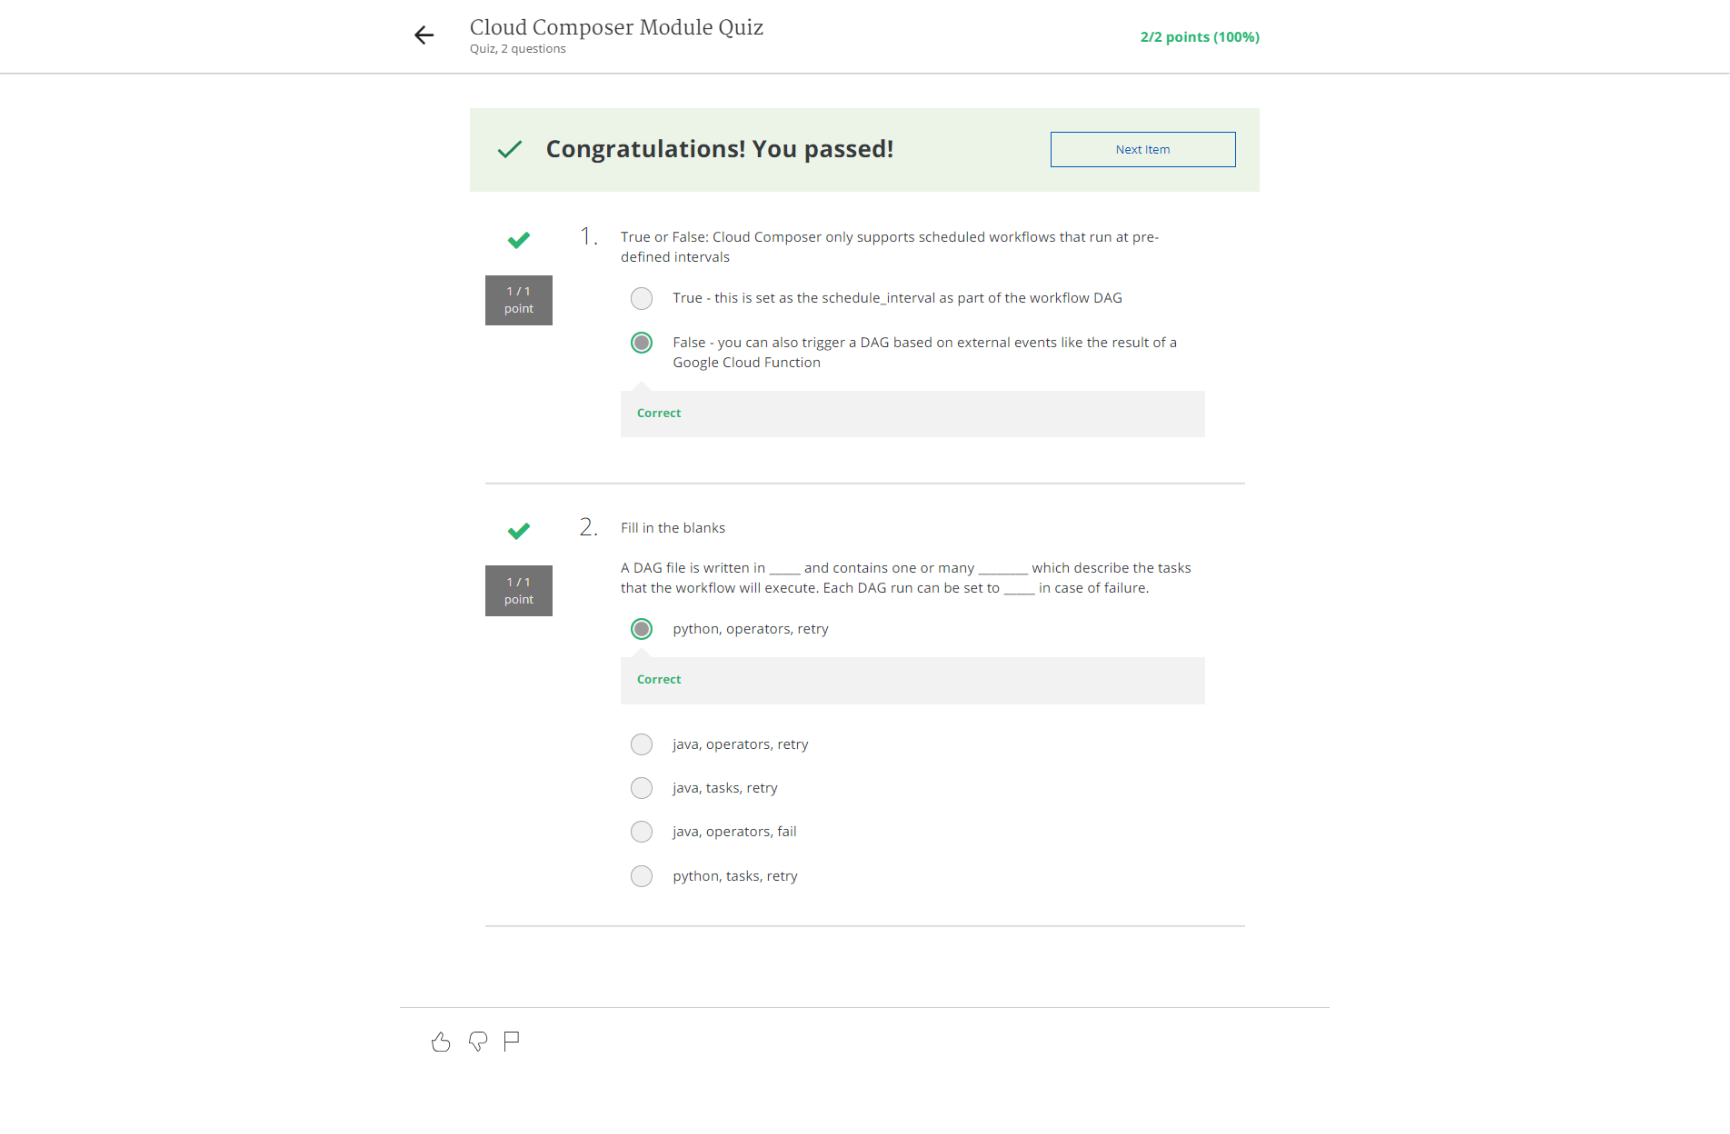 Cloud Composer Module Quiz
Quiz, 2 questions
2/2 points (100%)
Congratulations! You passed!
Next Item
1 / 1
point
1.
True or False: Cloud Composer only supports scheduled workflows that run at pre-
defined intervals
True - this is set as the schedule_interval as part of the workflow DAG
False - you can also trigger a DAG based on external events like the result of a
Google Cloud Function
Correct
1 / 1
point
2.
Fill in the blanks
A DAG file is written in _____ and contains one or many ________ which describe the tasks
that the workflow will execute. Each DAG run can be set to _____ in case of failure.
python, operators, retry
Correct
java, operators, retry
java, tasks, retry
java, operators, fail
python, tasks, retry